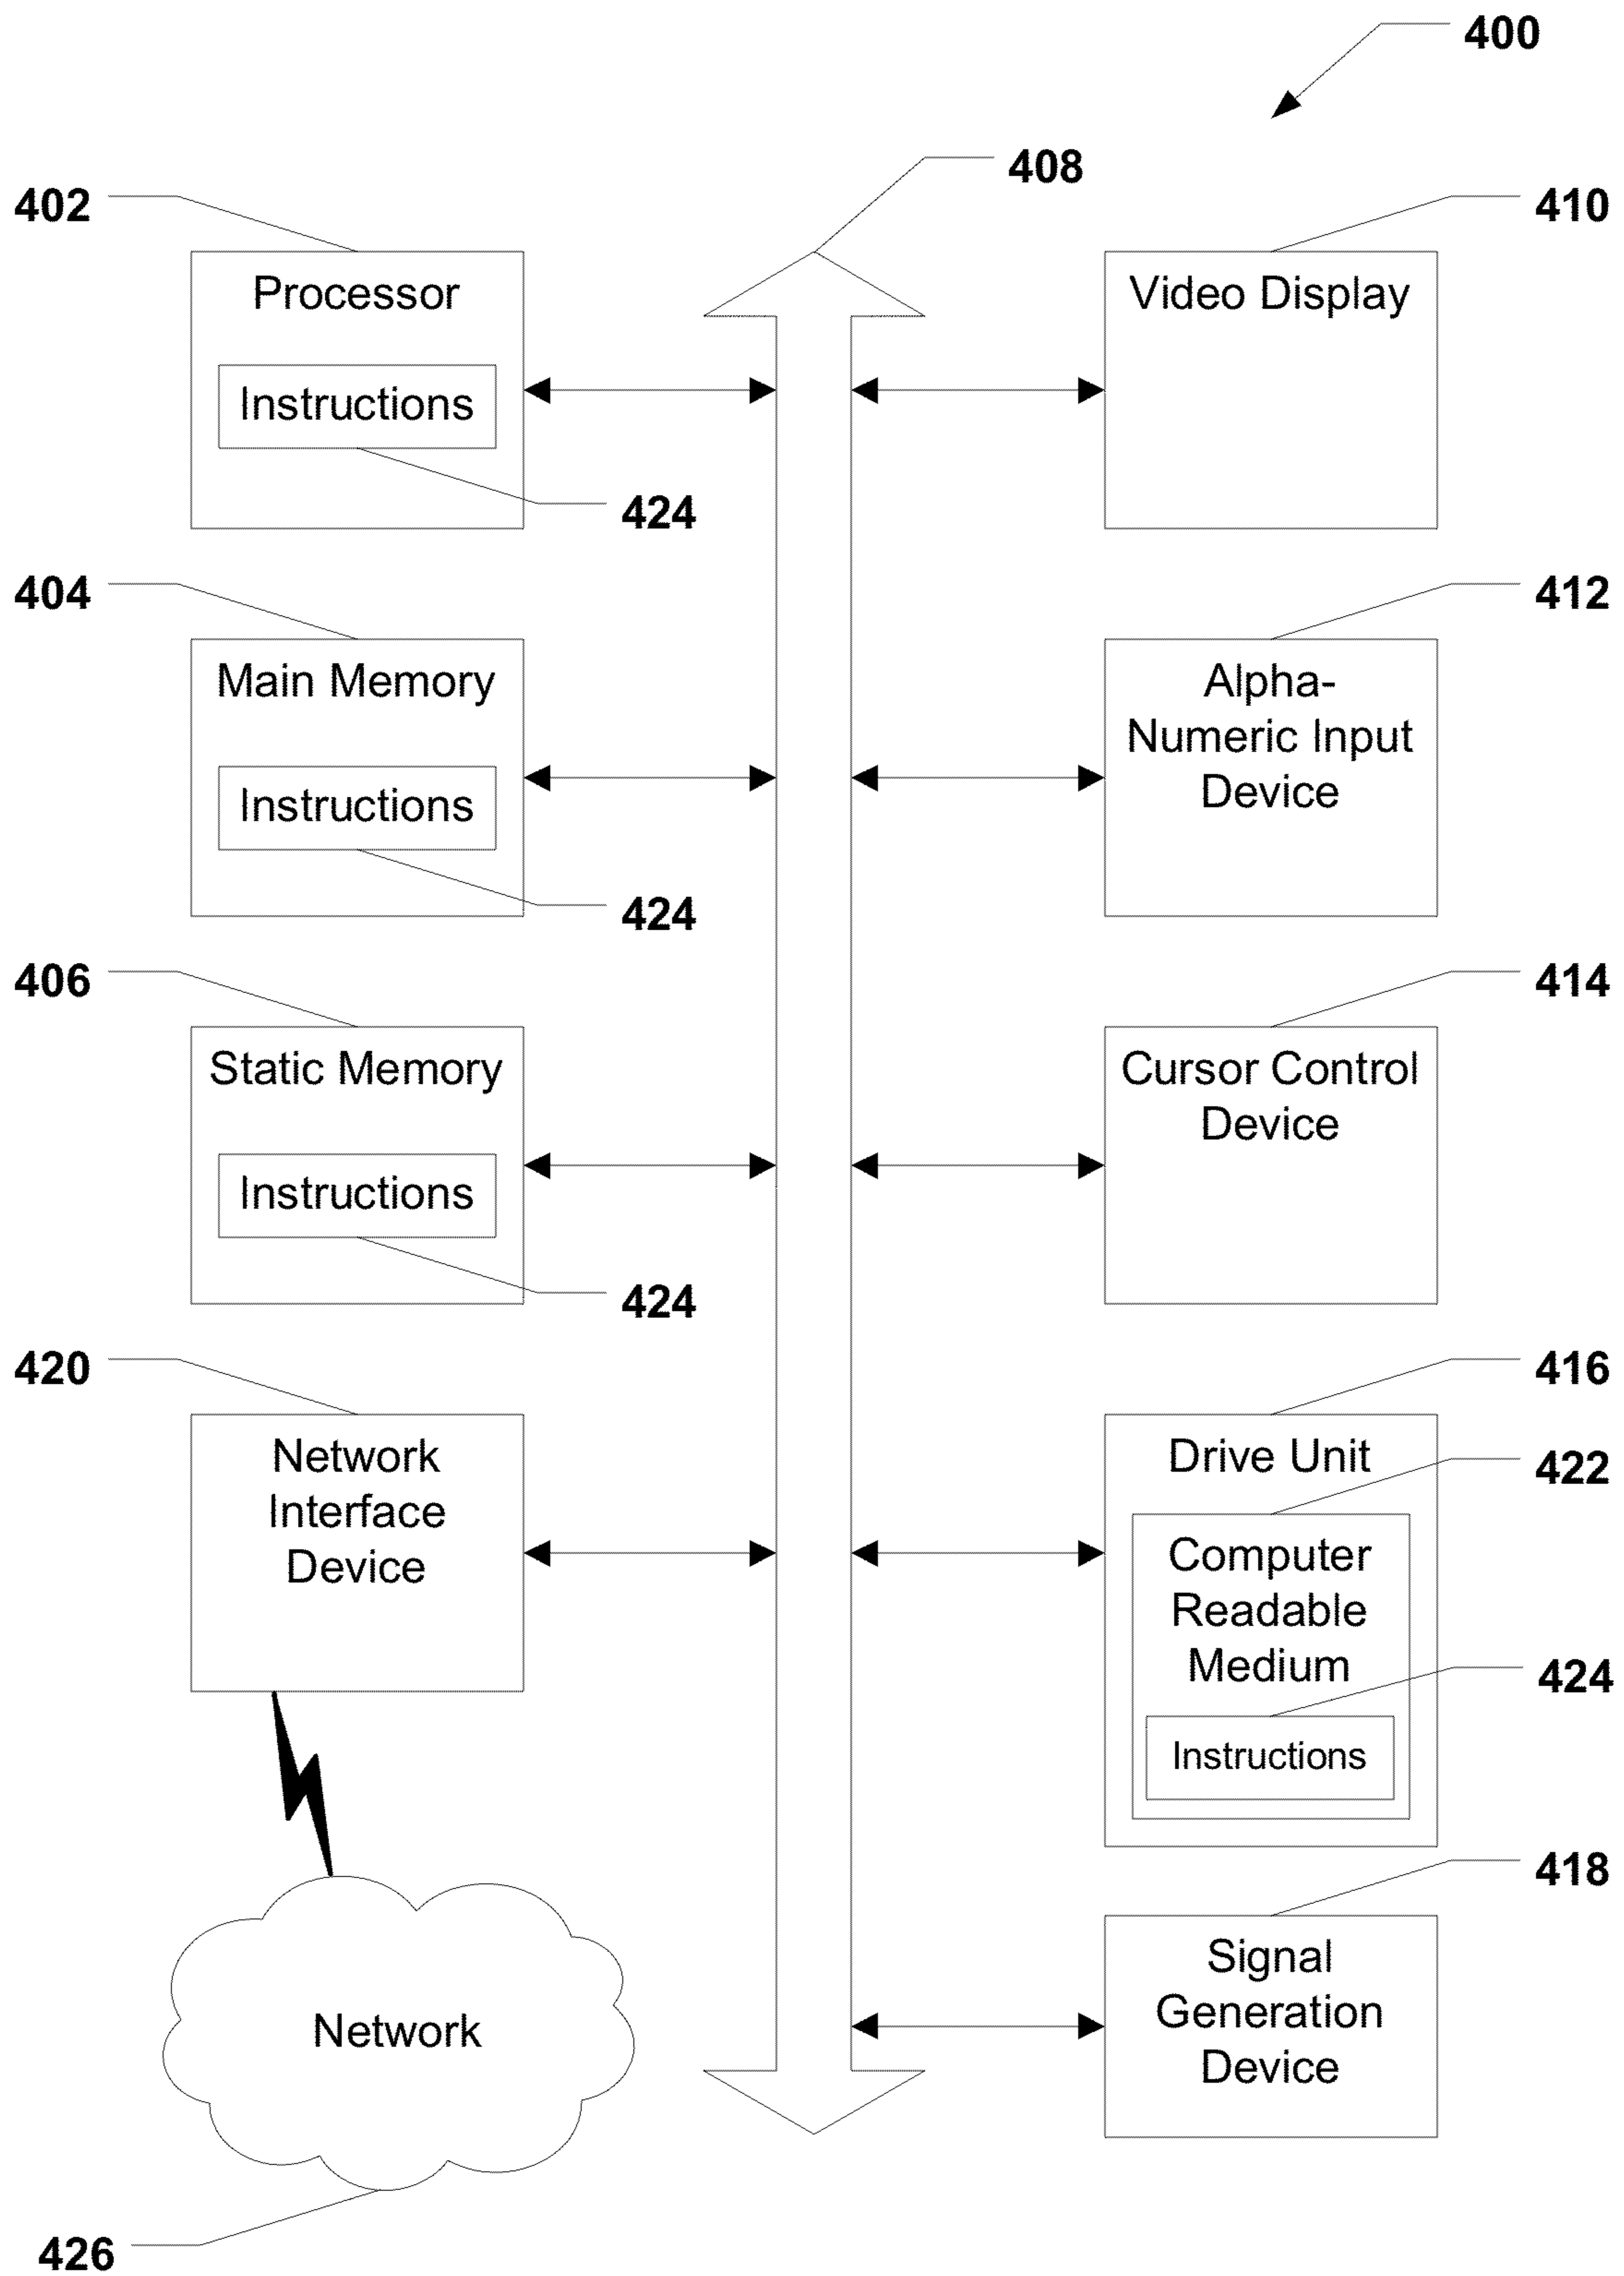 400
408
402
410
Processor
Instructions
424
Video Display
404
412
Main Memory
Instructions
424
Alpha-
Numeric Input
Device
406
414
Static Memory
Instructions
424
Cursor Control
Device
420
416
Network
Interface
Device
Drive Unit
422
Computer
Readable
Medium
424
Instructions
418
Signal
Generation
Device
Network
426